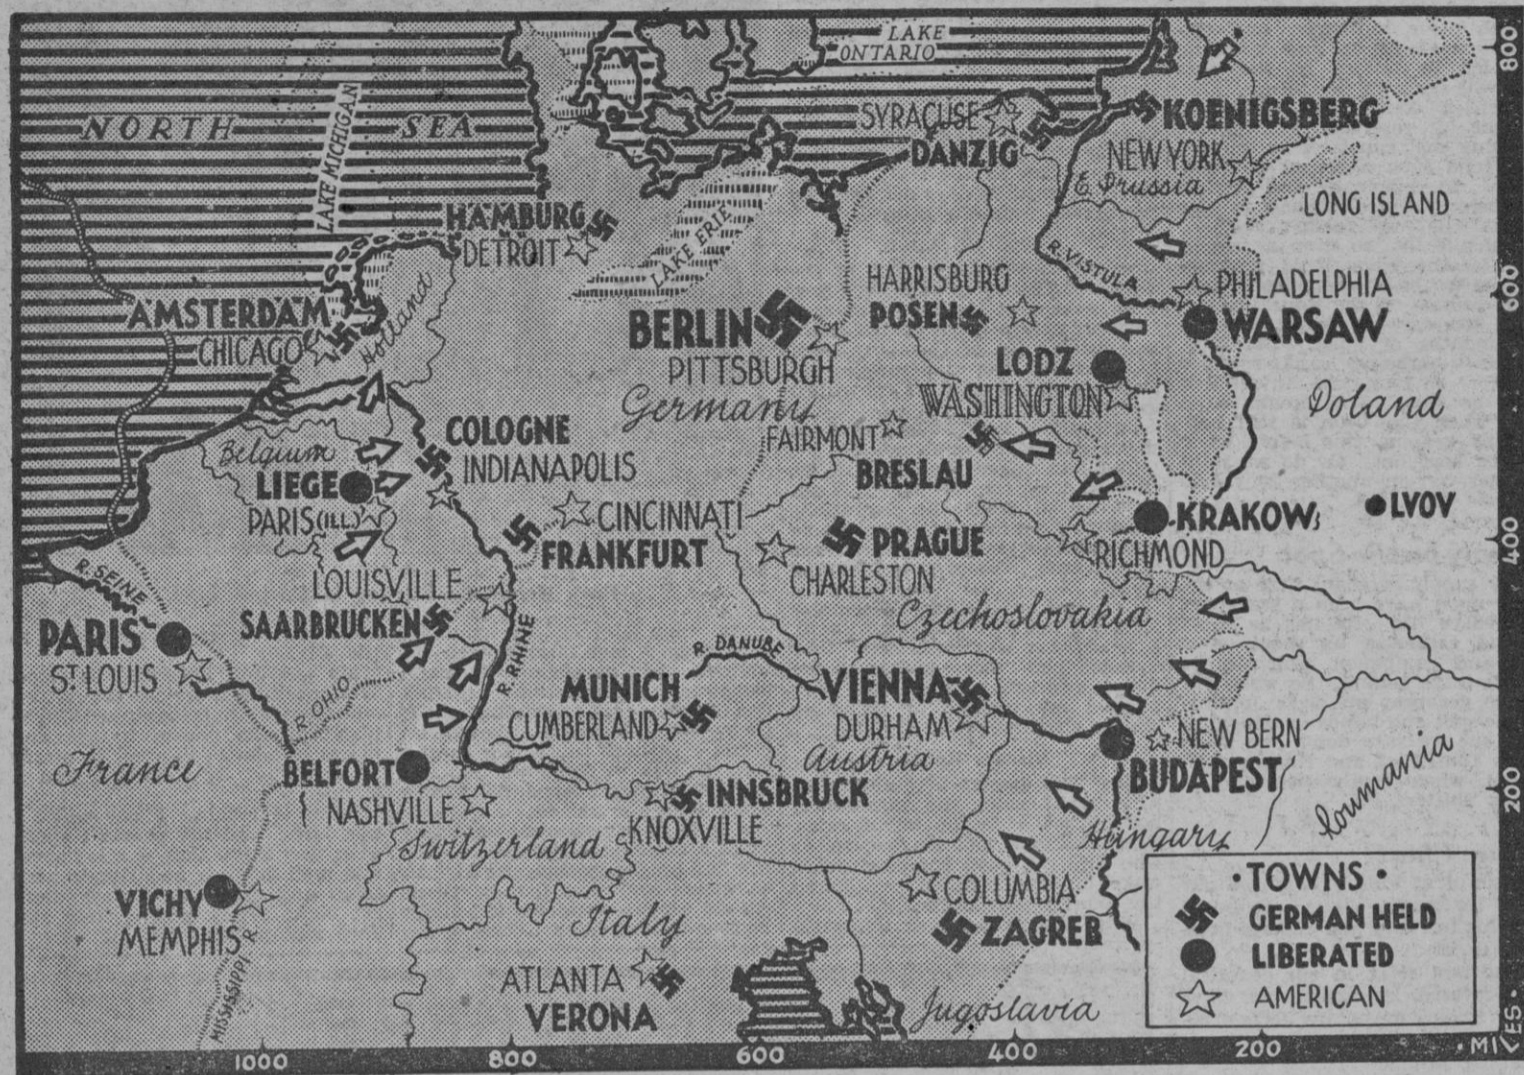 LAKE
ONTARIO
800
NORTH SEA
LAKE MICHIGAN
SYRACUSE
DANZIG
KOENIGSBERG
NEW YORK
E. Prussia
LONG ISLAND
HAMBURG
DETROIT
LAKE ERIE
R. VISTULA
HARRISBURG
POSEN
PHILADELPHIA
600
WARSAW
AMSTERDAM
CHICAGO
Holland
BERLIN
PITTSBURGH
Germany
LODZ
WASHINGTON
Poland
COLOGNE
INDIANAPOLIS
FAIRMONT
BRESLAU
Belgium
LIEGE
PARIS (ILL)
CINCINNATI
FRANKFURT
PRAGUE
CHARLESTON
KRAKOW
RICHMOND
LVOV
400
R. SEINE
LOUISVILLE
SAARBRUCKEN
Czechoslovakia
PARIS
ST. LOUIS
R. OHIO
R. RHINE
R. DANUBE
MUNICH
CUMBERLAND
VIENNA
DURHAM
Austria
NEW BERN
BUDAPEST
France
BELFORT
NASHVILLE
INNSBRUCK
KNOXVILLE
Switzerland
Hungary
Roumania
200
VICHY
MEMPHIS
R. MISSISSIPPI
Italy
COLUMBIA
ZAGREB
ATLANTA
VERONA
Jugoslavia
• TOWNS •
GERMAN HELD
LIBERATED
AMERICAN
1000 800 600 400 200 • MILES •